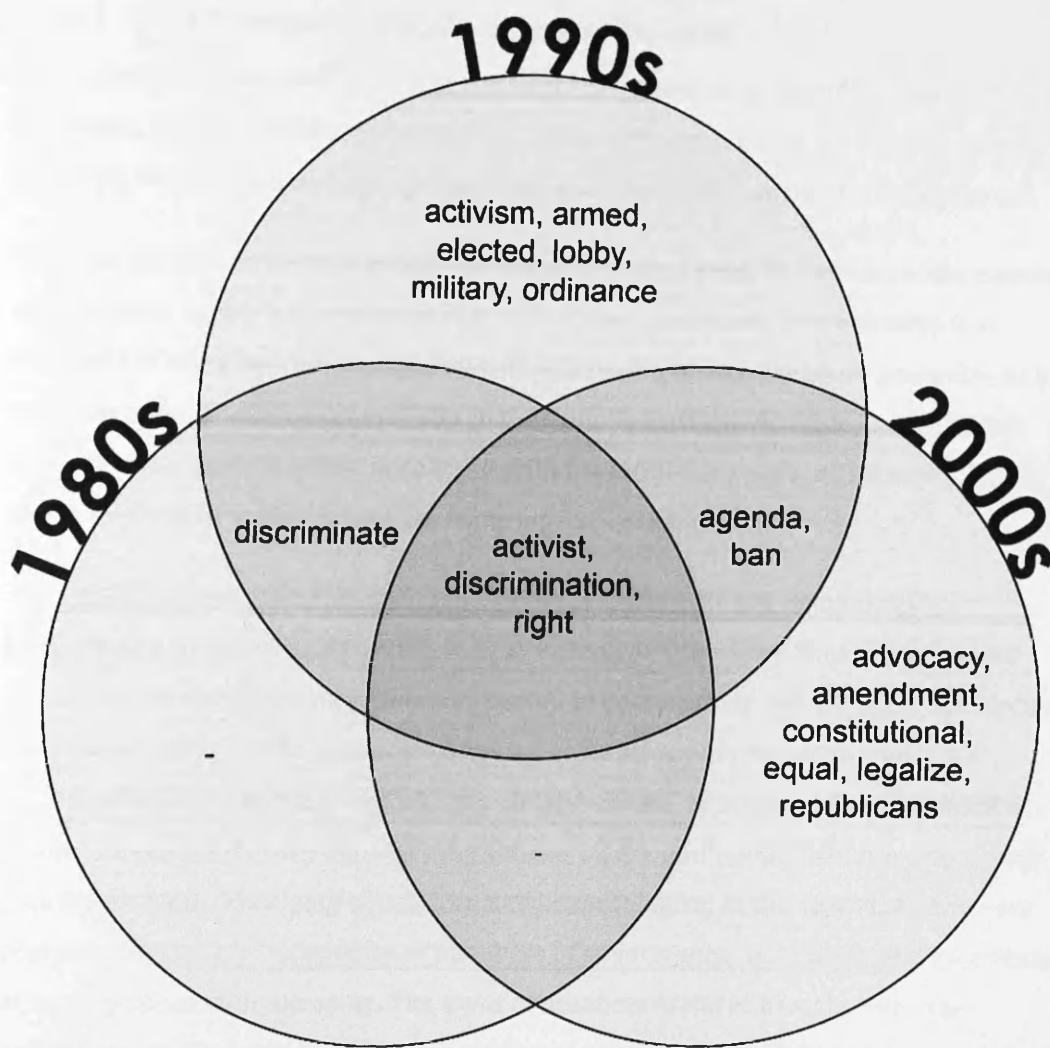 1990s
activism, armed,
elected, lobby,
military, ordinance
1980s
2000s
discriminate
activist,
discrimination,
right
agenda,
ban
advocacy,
amendment,
constitutional,
equal, legalize,
republicans
-
-